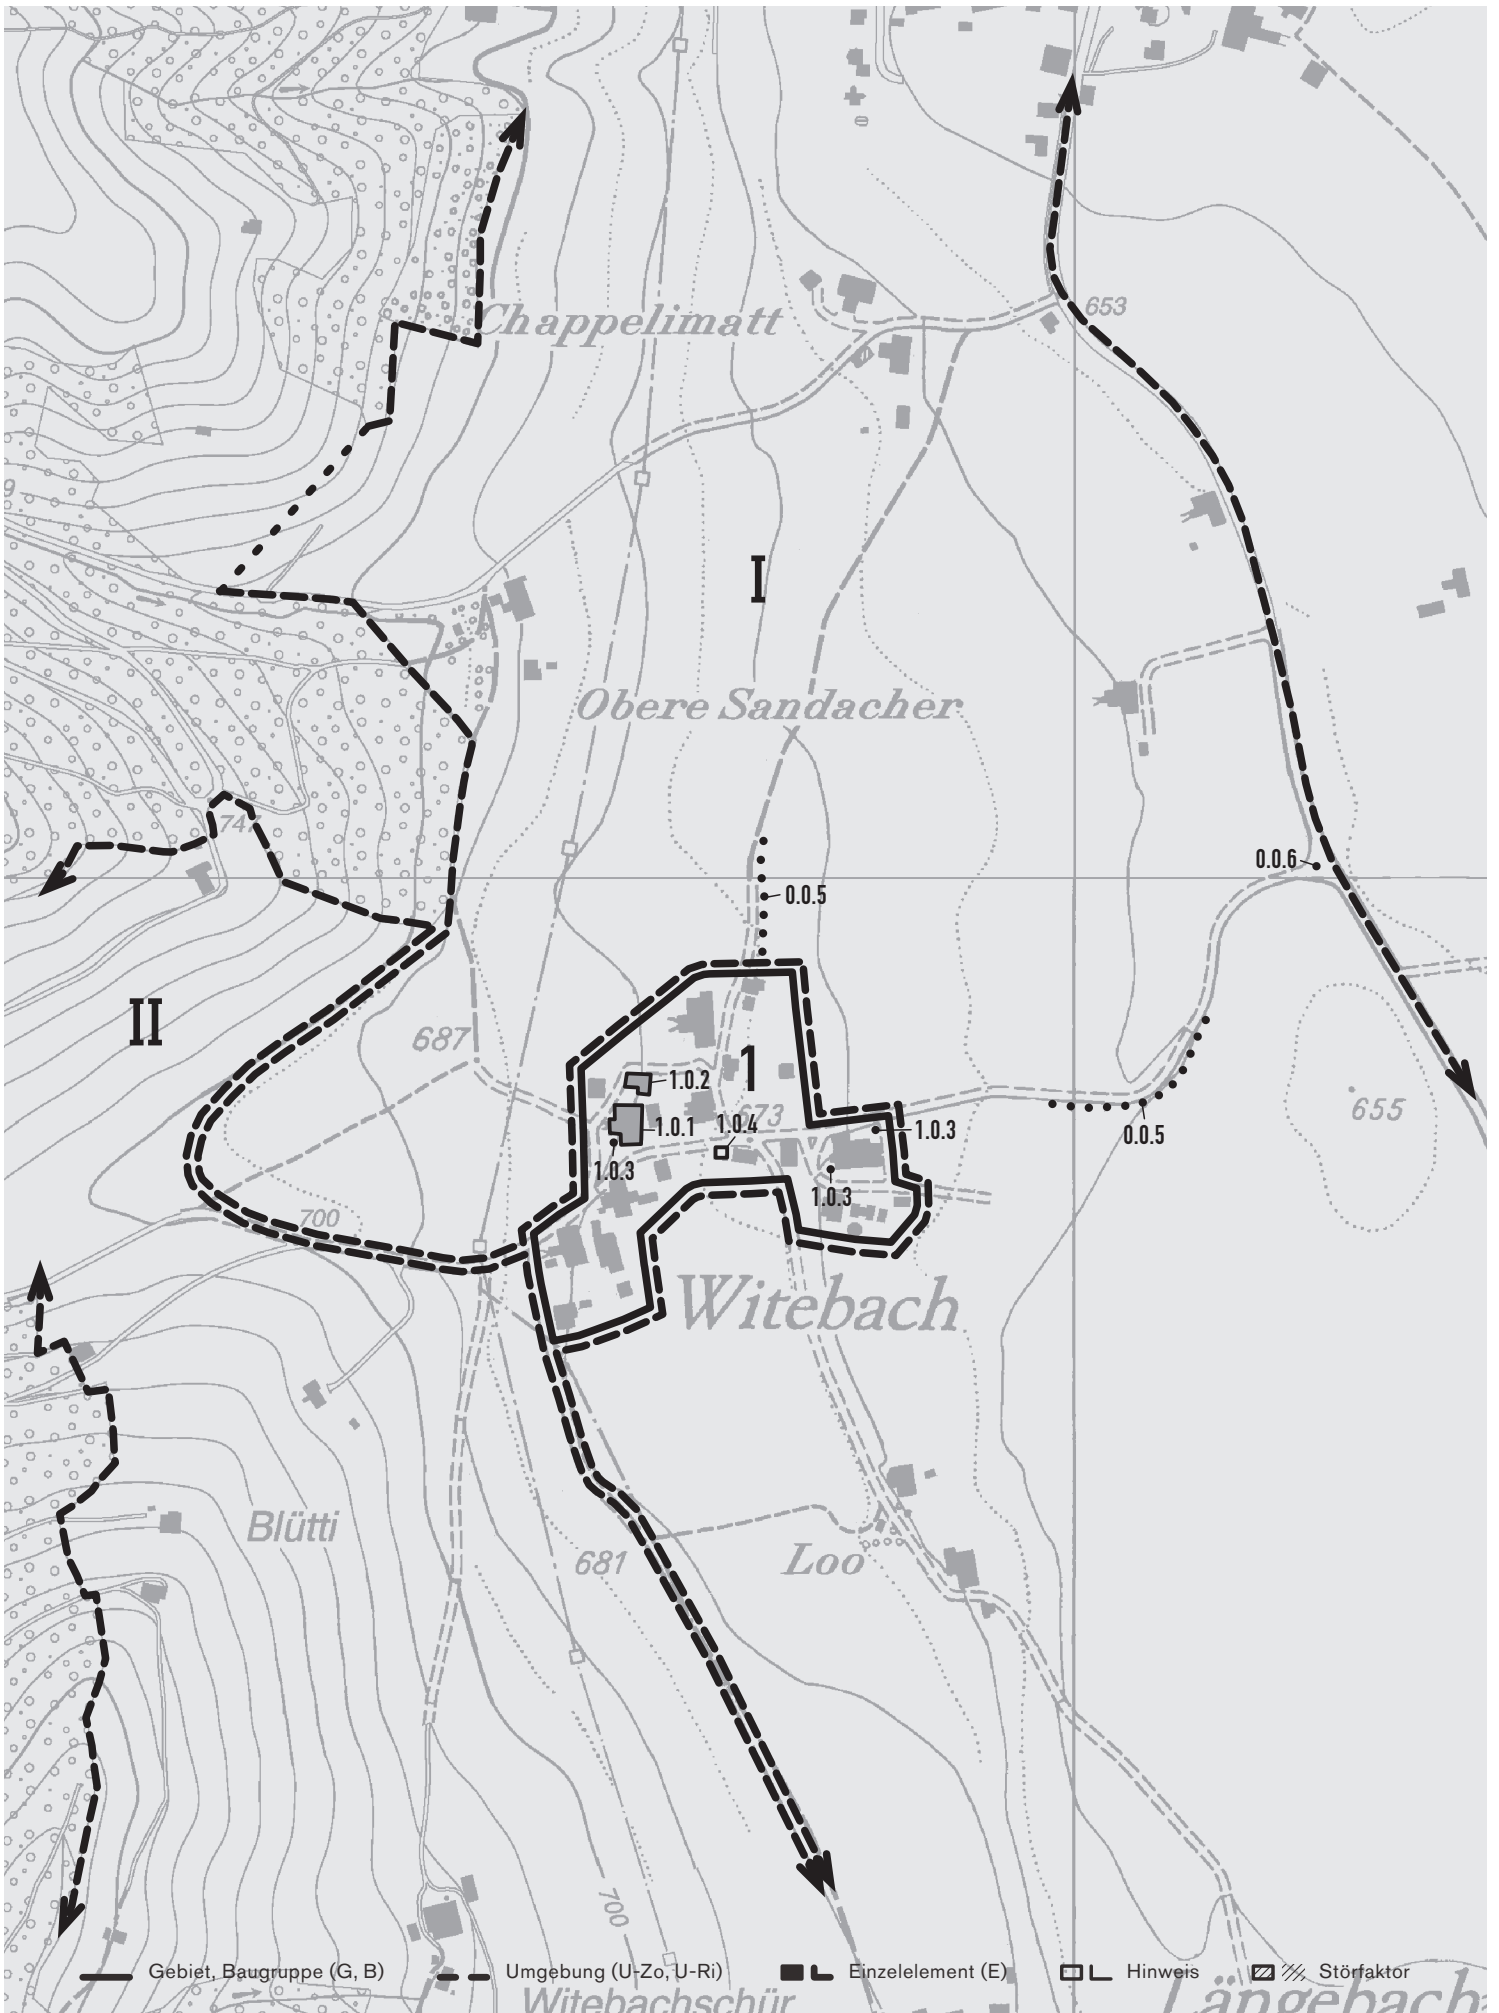 Chappelimatt
653
9
I
Obere Sandacher
747
0.0.6
0.0.5
II
687
1
1.0.2
673
1.0.1
1.0.4
1.0.3
1.0.3
1.0.3
0.0.5
655
700
Witebach
Blütti
681
Loo
700
Gebiet, Baugruppe (G, B)
Umgebung (U-Zo, U-Ri)
Einzelelement (E)
Hinweis
Störfaktor
Witebachschür
Längebach